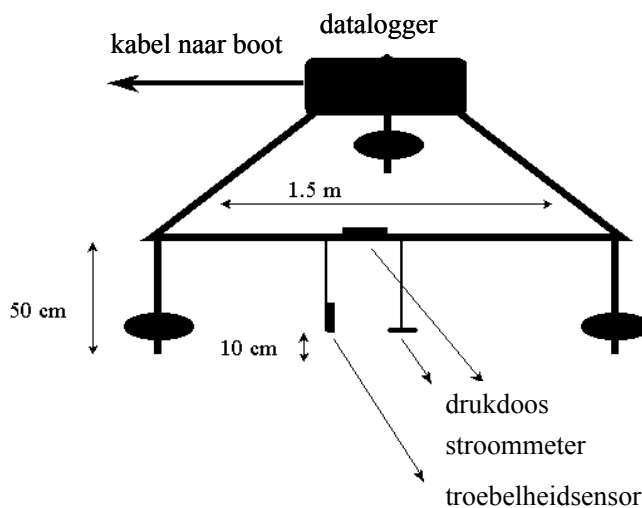 datalogger
kabel naar boot
1.5 m
50 cm
10 cm
drukdoos
stroommeter
troebelheidsensor